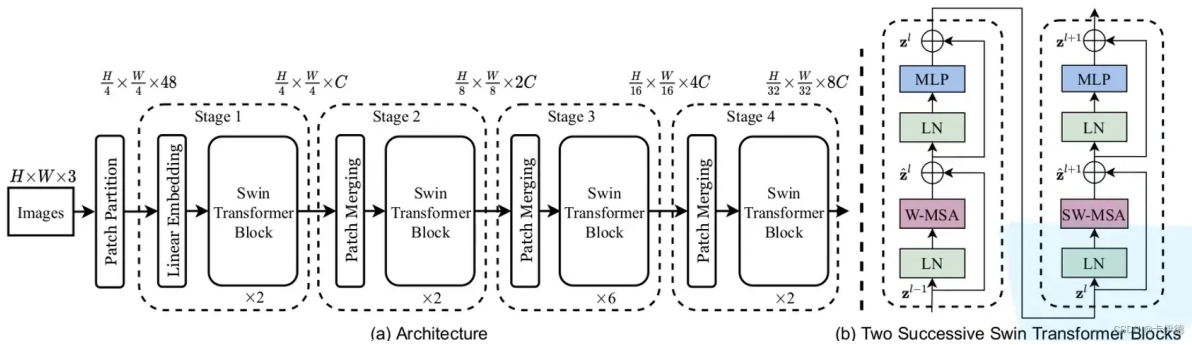 H/4 × W/4 × 48
H/4 × W/4 × C
H/8 × W/8 × 2C
H/16 × W/16 × 4C
H/32 × W/32 × 8C
Stage 1
Stage 2
Stage 3
Stage 4
H×W×3
Images
Patch Partition
Linear Embedding
Swin
Transformer
Block
Patch Merging
Swin
Transformer
Block
Patch Merging
Swin
Transformer
Block
Patch Merging
Swin
Transformer
Block
×2
×2
×6
×2
(a) Architecture
z^l
MLP
LN
ẑ^l
W-MSA
LN
z^{l-1}
z^{l+1}
MLP
LN
ẑ^{l+1}
SW-MSA
LN
z^l
(b) Two Successive Swin Transformer Blocks